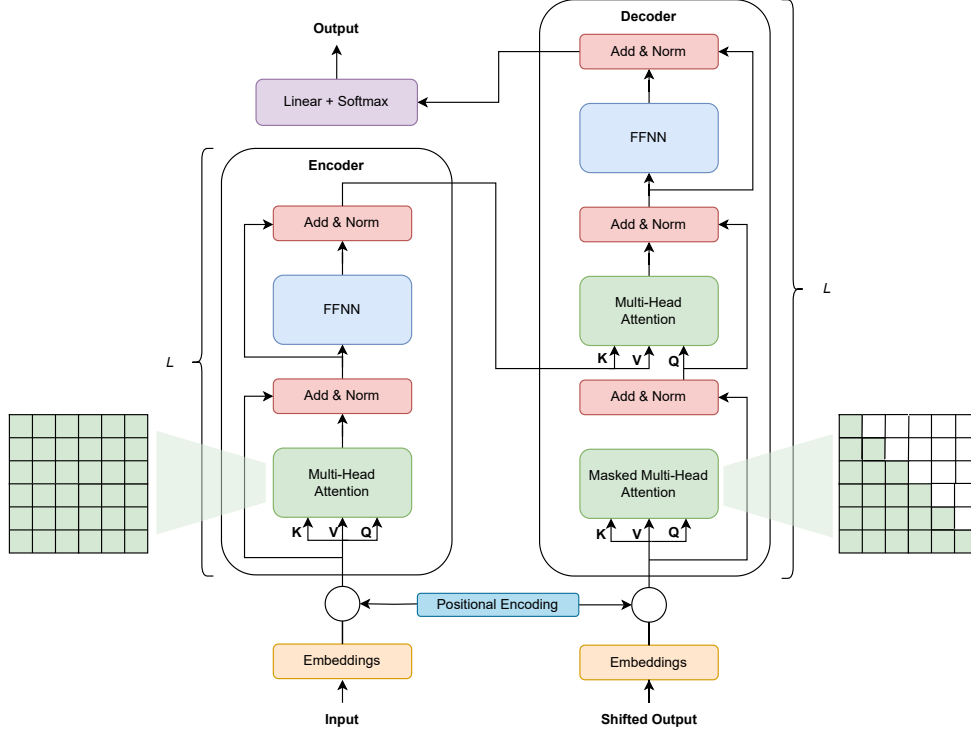 Decoder
Output
Add & Norm
Linear + Softmax
FFNN
Encoder
Add & Norm
Add & Norm
FFNN
Multi-Head
Attention
L
L
K
V
Q
Add & Norm
Add & Norm
Multi-Head
Attention
Masked Multi-Head
Attention
K
V
Q
K
V
Q
Positional Encoding
Embeddings
Embeddings
Input
Shifted Output